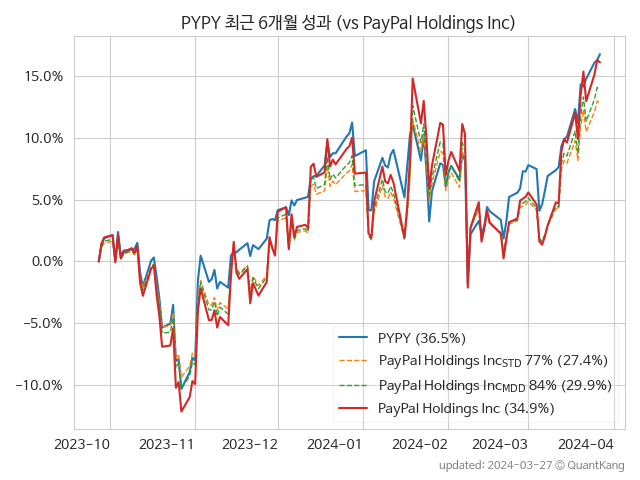 PYPY 최근 6개월 성과 (vs PayPal Holdings Inc)
15.0%
10.0%
5.0%
0.0%
−5.0%
−10.0%
PYPY (36.5%)
PayPal Holdings IncSTD 77% (27.4%)
PayPal Holdings IncMDD 84% (29.9%)
PayPal Holdings Inc (34.9%)
2023−10 2023−11 2023−12 2024−01 2024−02 2024−03 2024−04
updated: 2024-03-27 © QuantKang